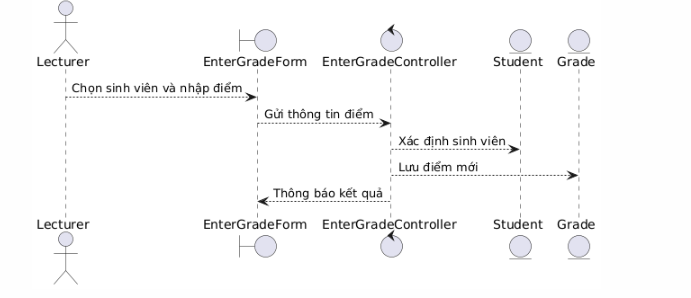 Lecturer
EnterGradeForm
EnterGradeController
Student
Grade
Chọn sinh viên và nhập điểm
Gửi thông tin điểm
Xác định sinh viên
Lưu điểm mới
Thông báo kết quả
Lecturer
EnterGradeForm
EnterGradeController
Student
Grade